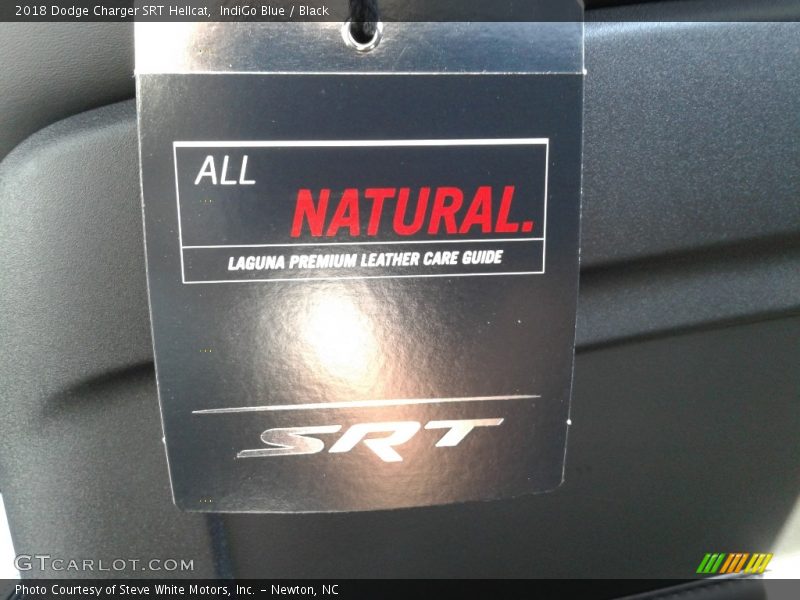 2018 Dodge Charger SRT Hellcat, IndiGo Blue / Black
ALL
NATURAL.
LAGUNA PREMIUM LEATHER CARE GUIDE
SRT
GTCARLOT.COM
Photo Courtesy of Steve White Motors, Inc. – Newton, NC